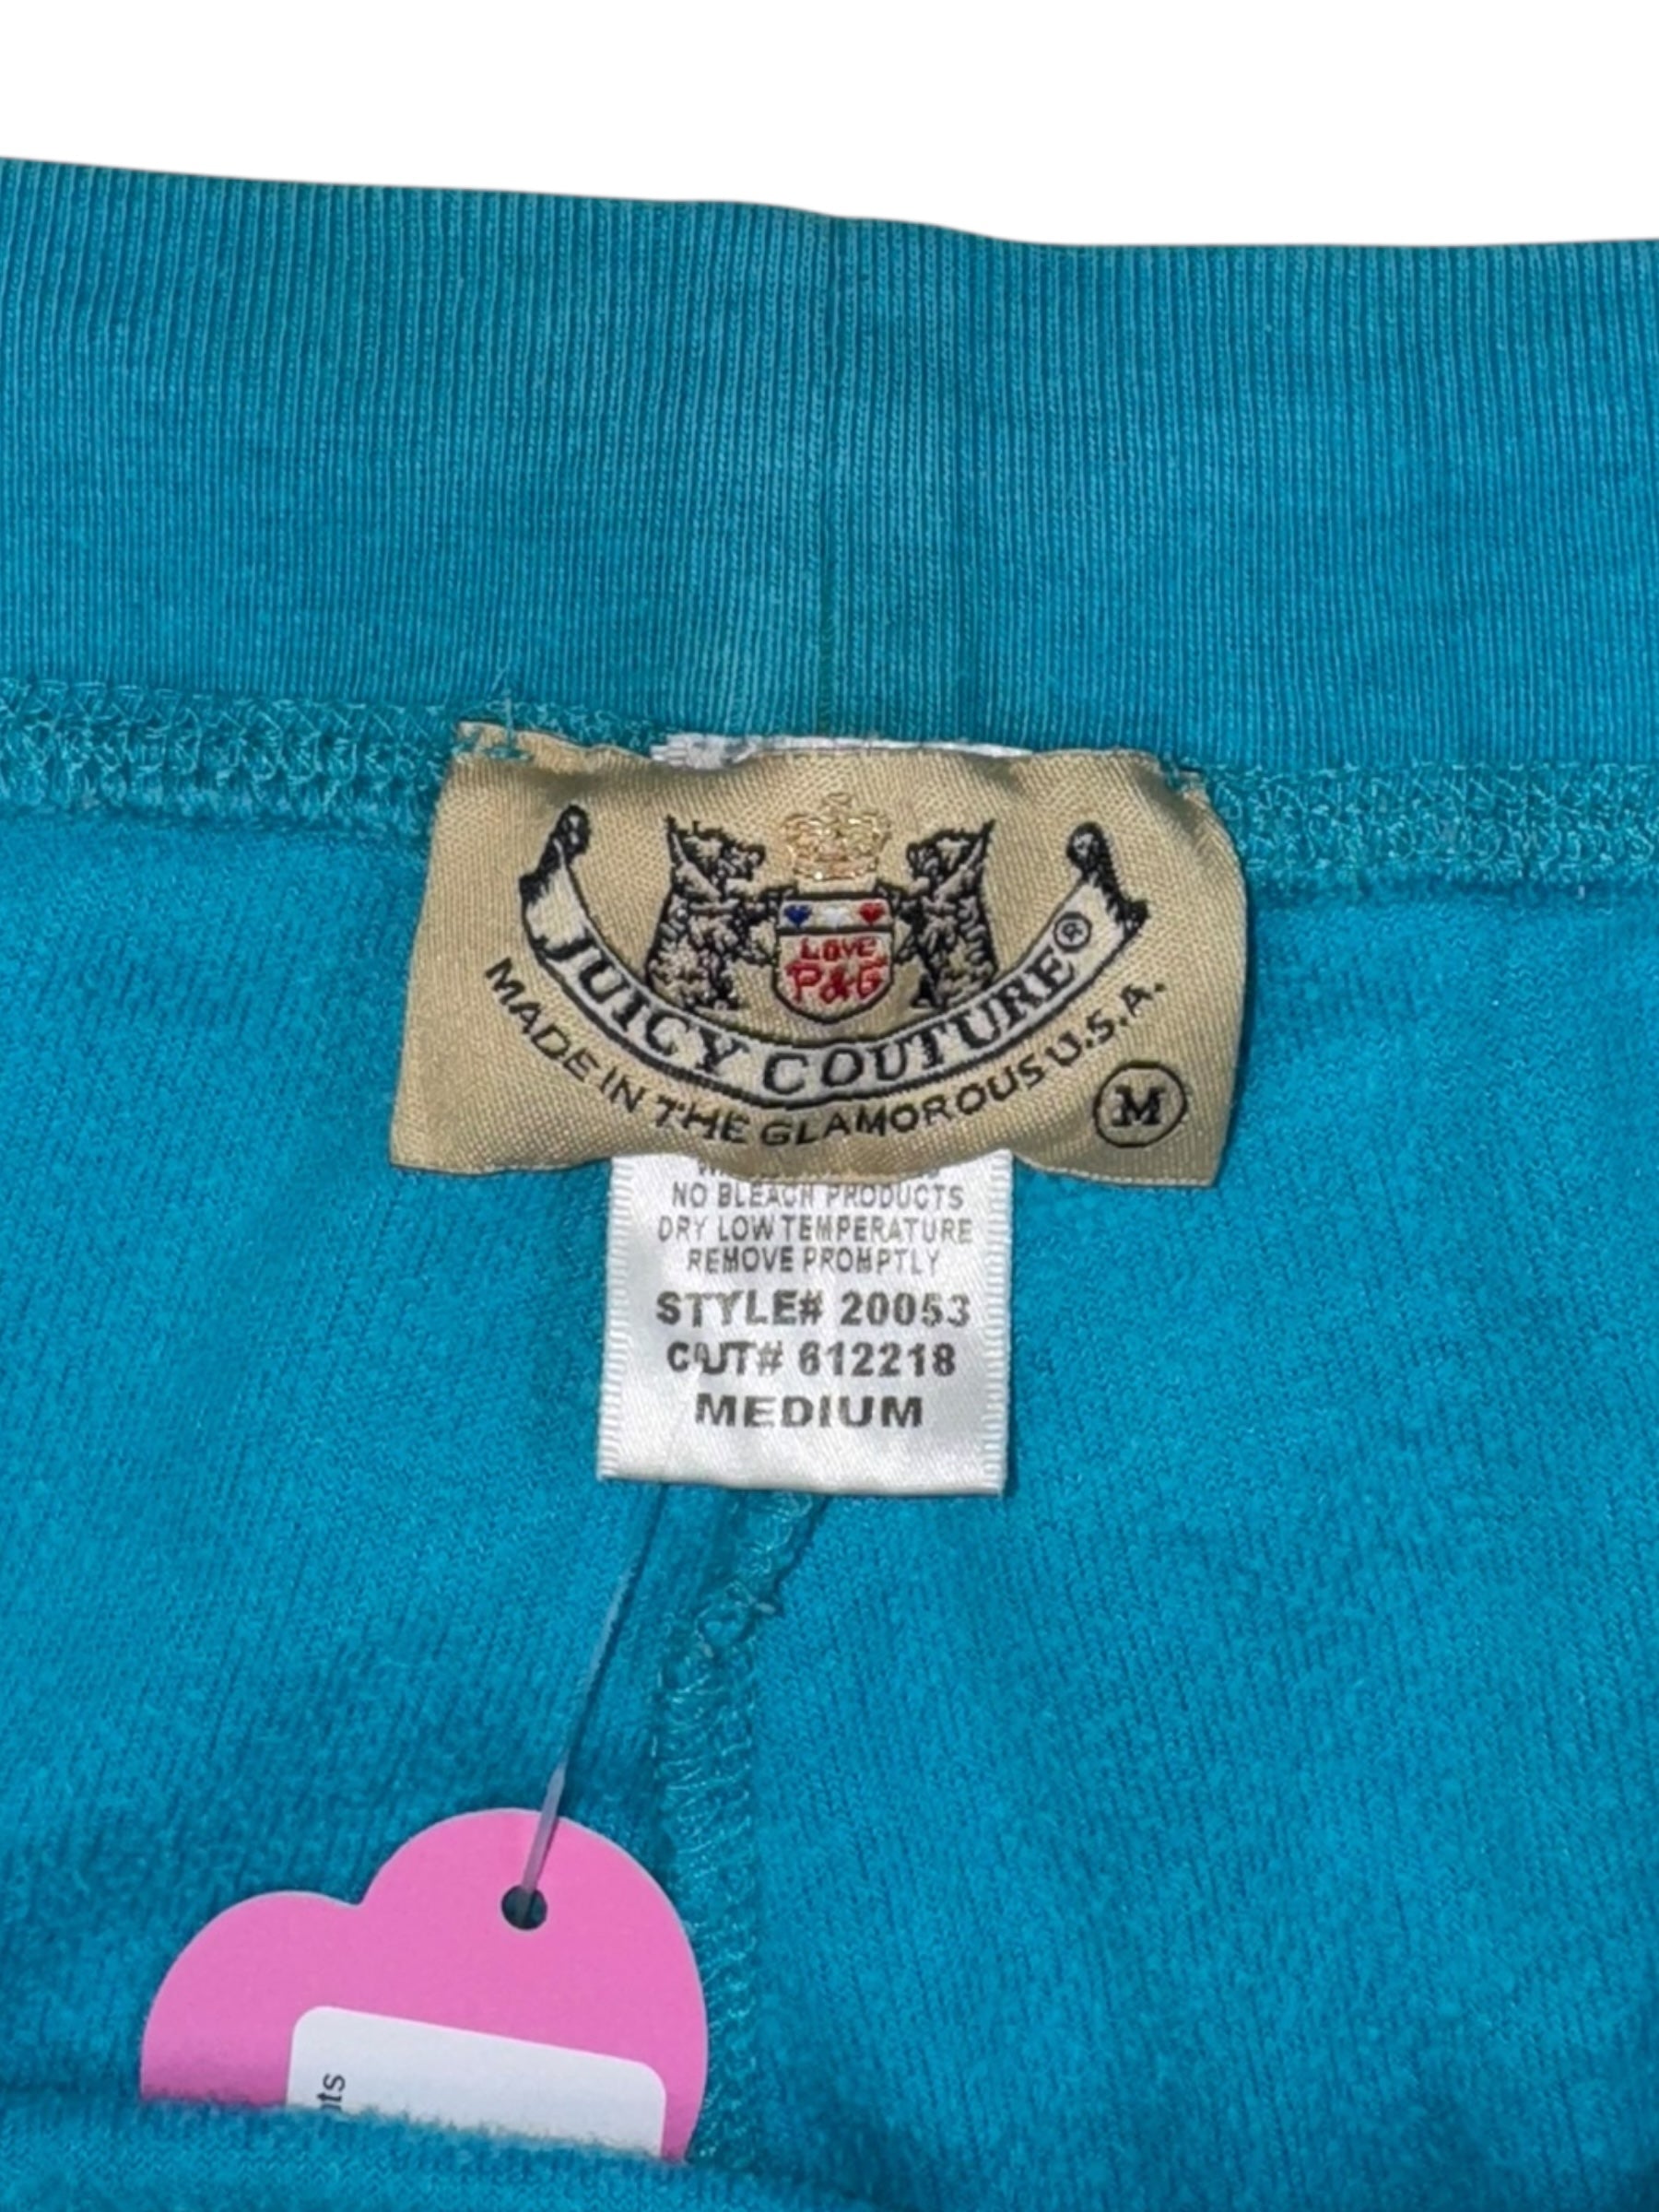 LOVE
P&G
JUICY COUTURE®
MADE IN THE GLAMOROUS U.S.A.
M
NO BLEACH PRODUCTS
DRY LOW TEMPERATURE
REMOVE PROMPTLY
STYLE# 20053
CUT# 612218
MEDIUM